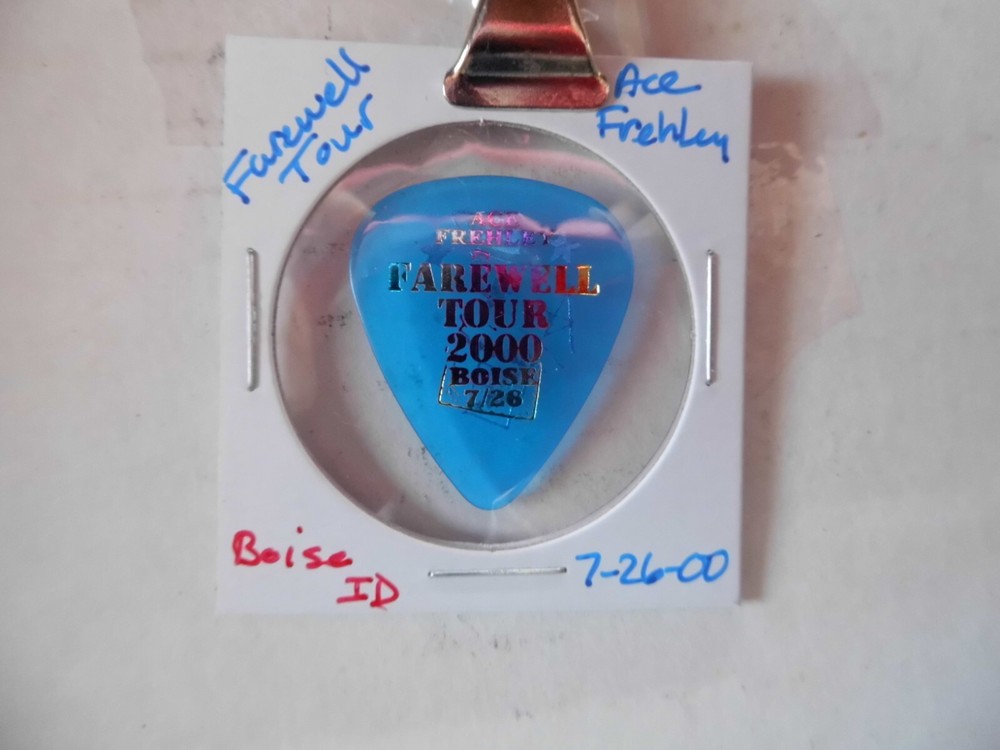 Farewell
Tour
Ace
Frehley
ACE
FREHLEY
FAREWELL
TOUR
2000
BOISE
7/26
Boise
ID
7-26-00